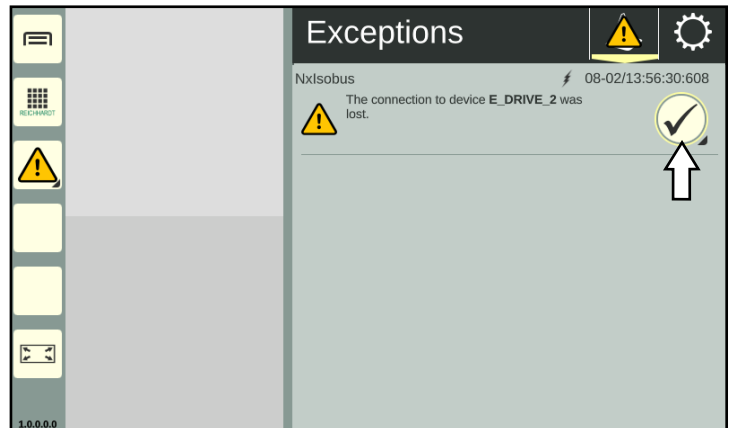 Exceptions
NxIsobus
08-02/13:56:30:608
The connection to device E_DRIVE_2 was
lost.
REICHHARDT
1.0.0.0.0